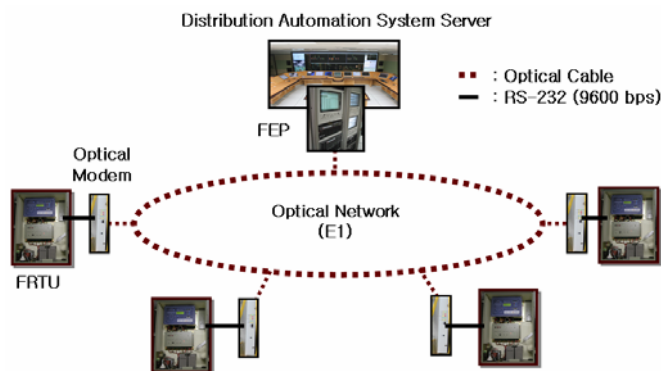 Distribution Automation System Server
: Optical Cable
: RS-232 (9600 bps)
FEP
Optical
Modem
Optical Network
(E1)
FRTU